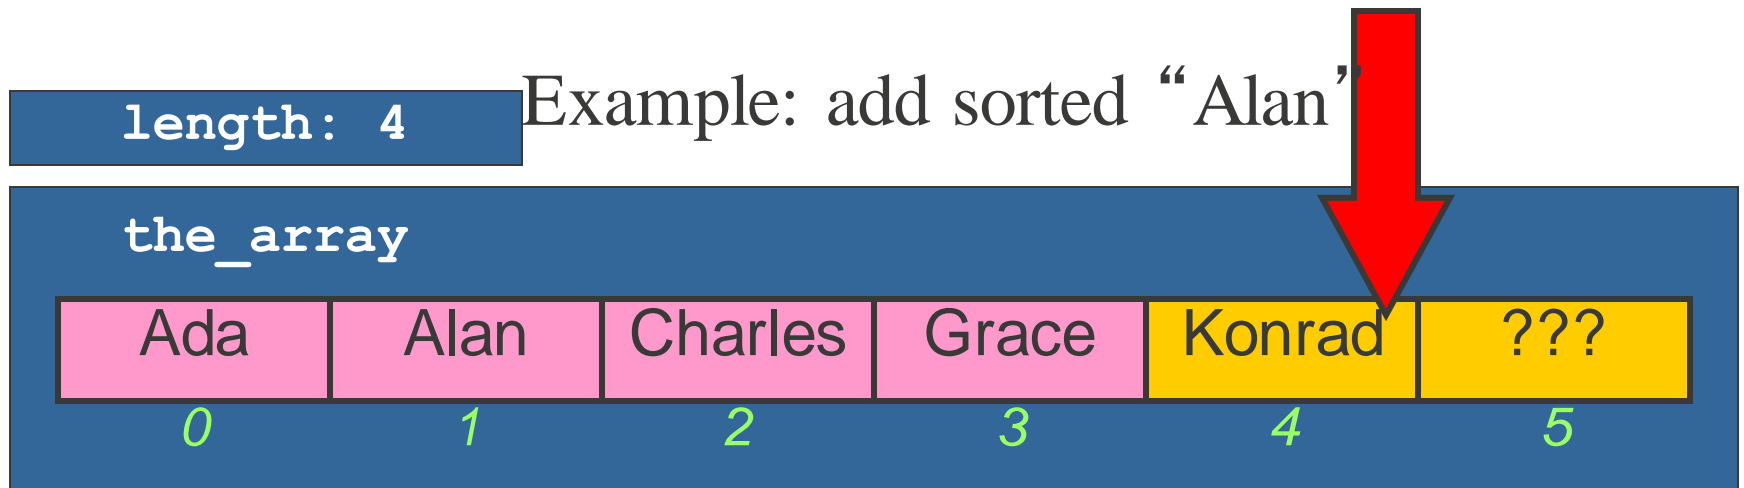 Example: add sorted “Alan”
length: 4
the_array
Ada Alan Charles Grace Konrad ???
0 1 2 3 4 5